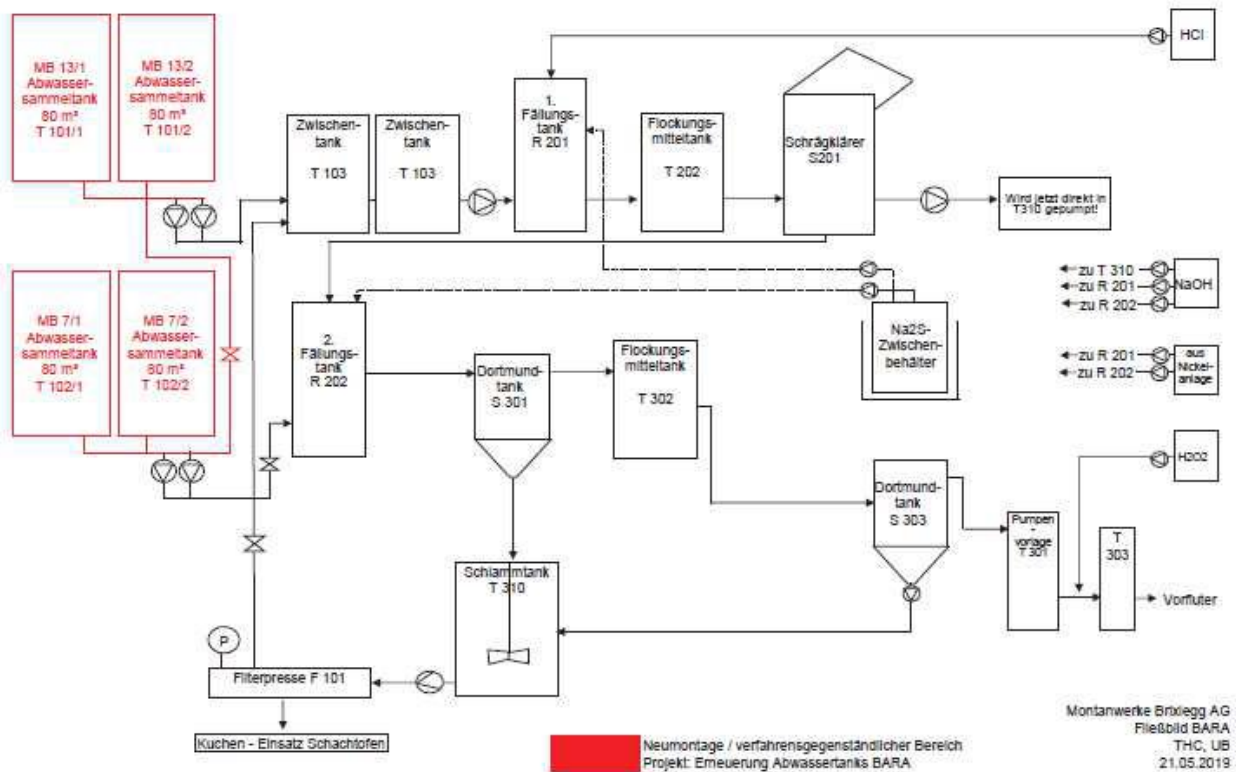 MB 13/1
Abwasser-
sammeltank
80 m³
T 101/1
MB 13/2
Abwasser-
sammeltank
80 m³
T 101/2
Zwischen-
tank
T 103
Zwischen-
tank
T 103
1.
Fällungs-
tank
R 201
Flockungs-
mitteltank
T 202
Schrägklärer
S201
HCl
Wird jetzt direkt in
T310 gepumpt!
MB 7/1
Abwasser-
sammeltank
80 m³
T 102/1
MB 7/2
Abwasser-
sammeltank
80 m³
T 102/2
2.
Fällungs-
tank
R 202
Dortmund-
tank
S 301
Flockungs-
mitteltank
T 302
Na2S-
Zwischen-
behälter
zu T 310
zu R 201
zu R 202
NaOH
zu R 201
zu R 202
aus
Nickel-
anlage
H2O2
Dortmund-
tank
S 303
Pumpen
-
vorlage
T 301
T
303
Vorfluter
Schlammtank
T 310
P
Filterpresse F 101
Kuchen - Einsatz Schachtofen
Neumontage / verfahrensgegenständlicher Bereich
Projekt: Erneuerung Abwassertanks BARA
Montanwerke Brixlegg AG
Fließbild BARA
THC, UB
21.05.2019